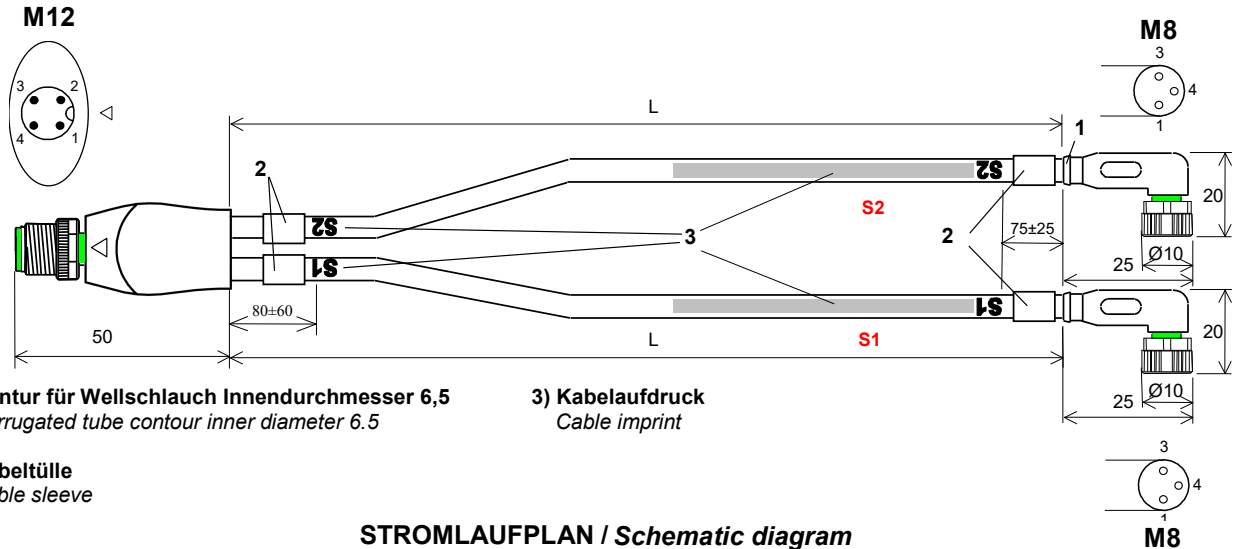 M12
M8
3
3 2
4
4 1
1
L
1
2
S2
S2
S2
20
75±25
3
2
Ø10
25
S1
S1
80±60
S1
50
L
20
Ø10
25
ntur für Wellschlauch Innendurchmesser 6,5
rrugated tube contour inner diameter 6.5
3) Kabelaufdruck
Cable imprint
beltülle
ble sleeve
3
4
1
M8
STROMLAUFPLAN / Schematic diagram